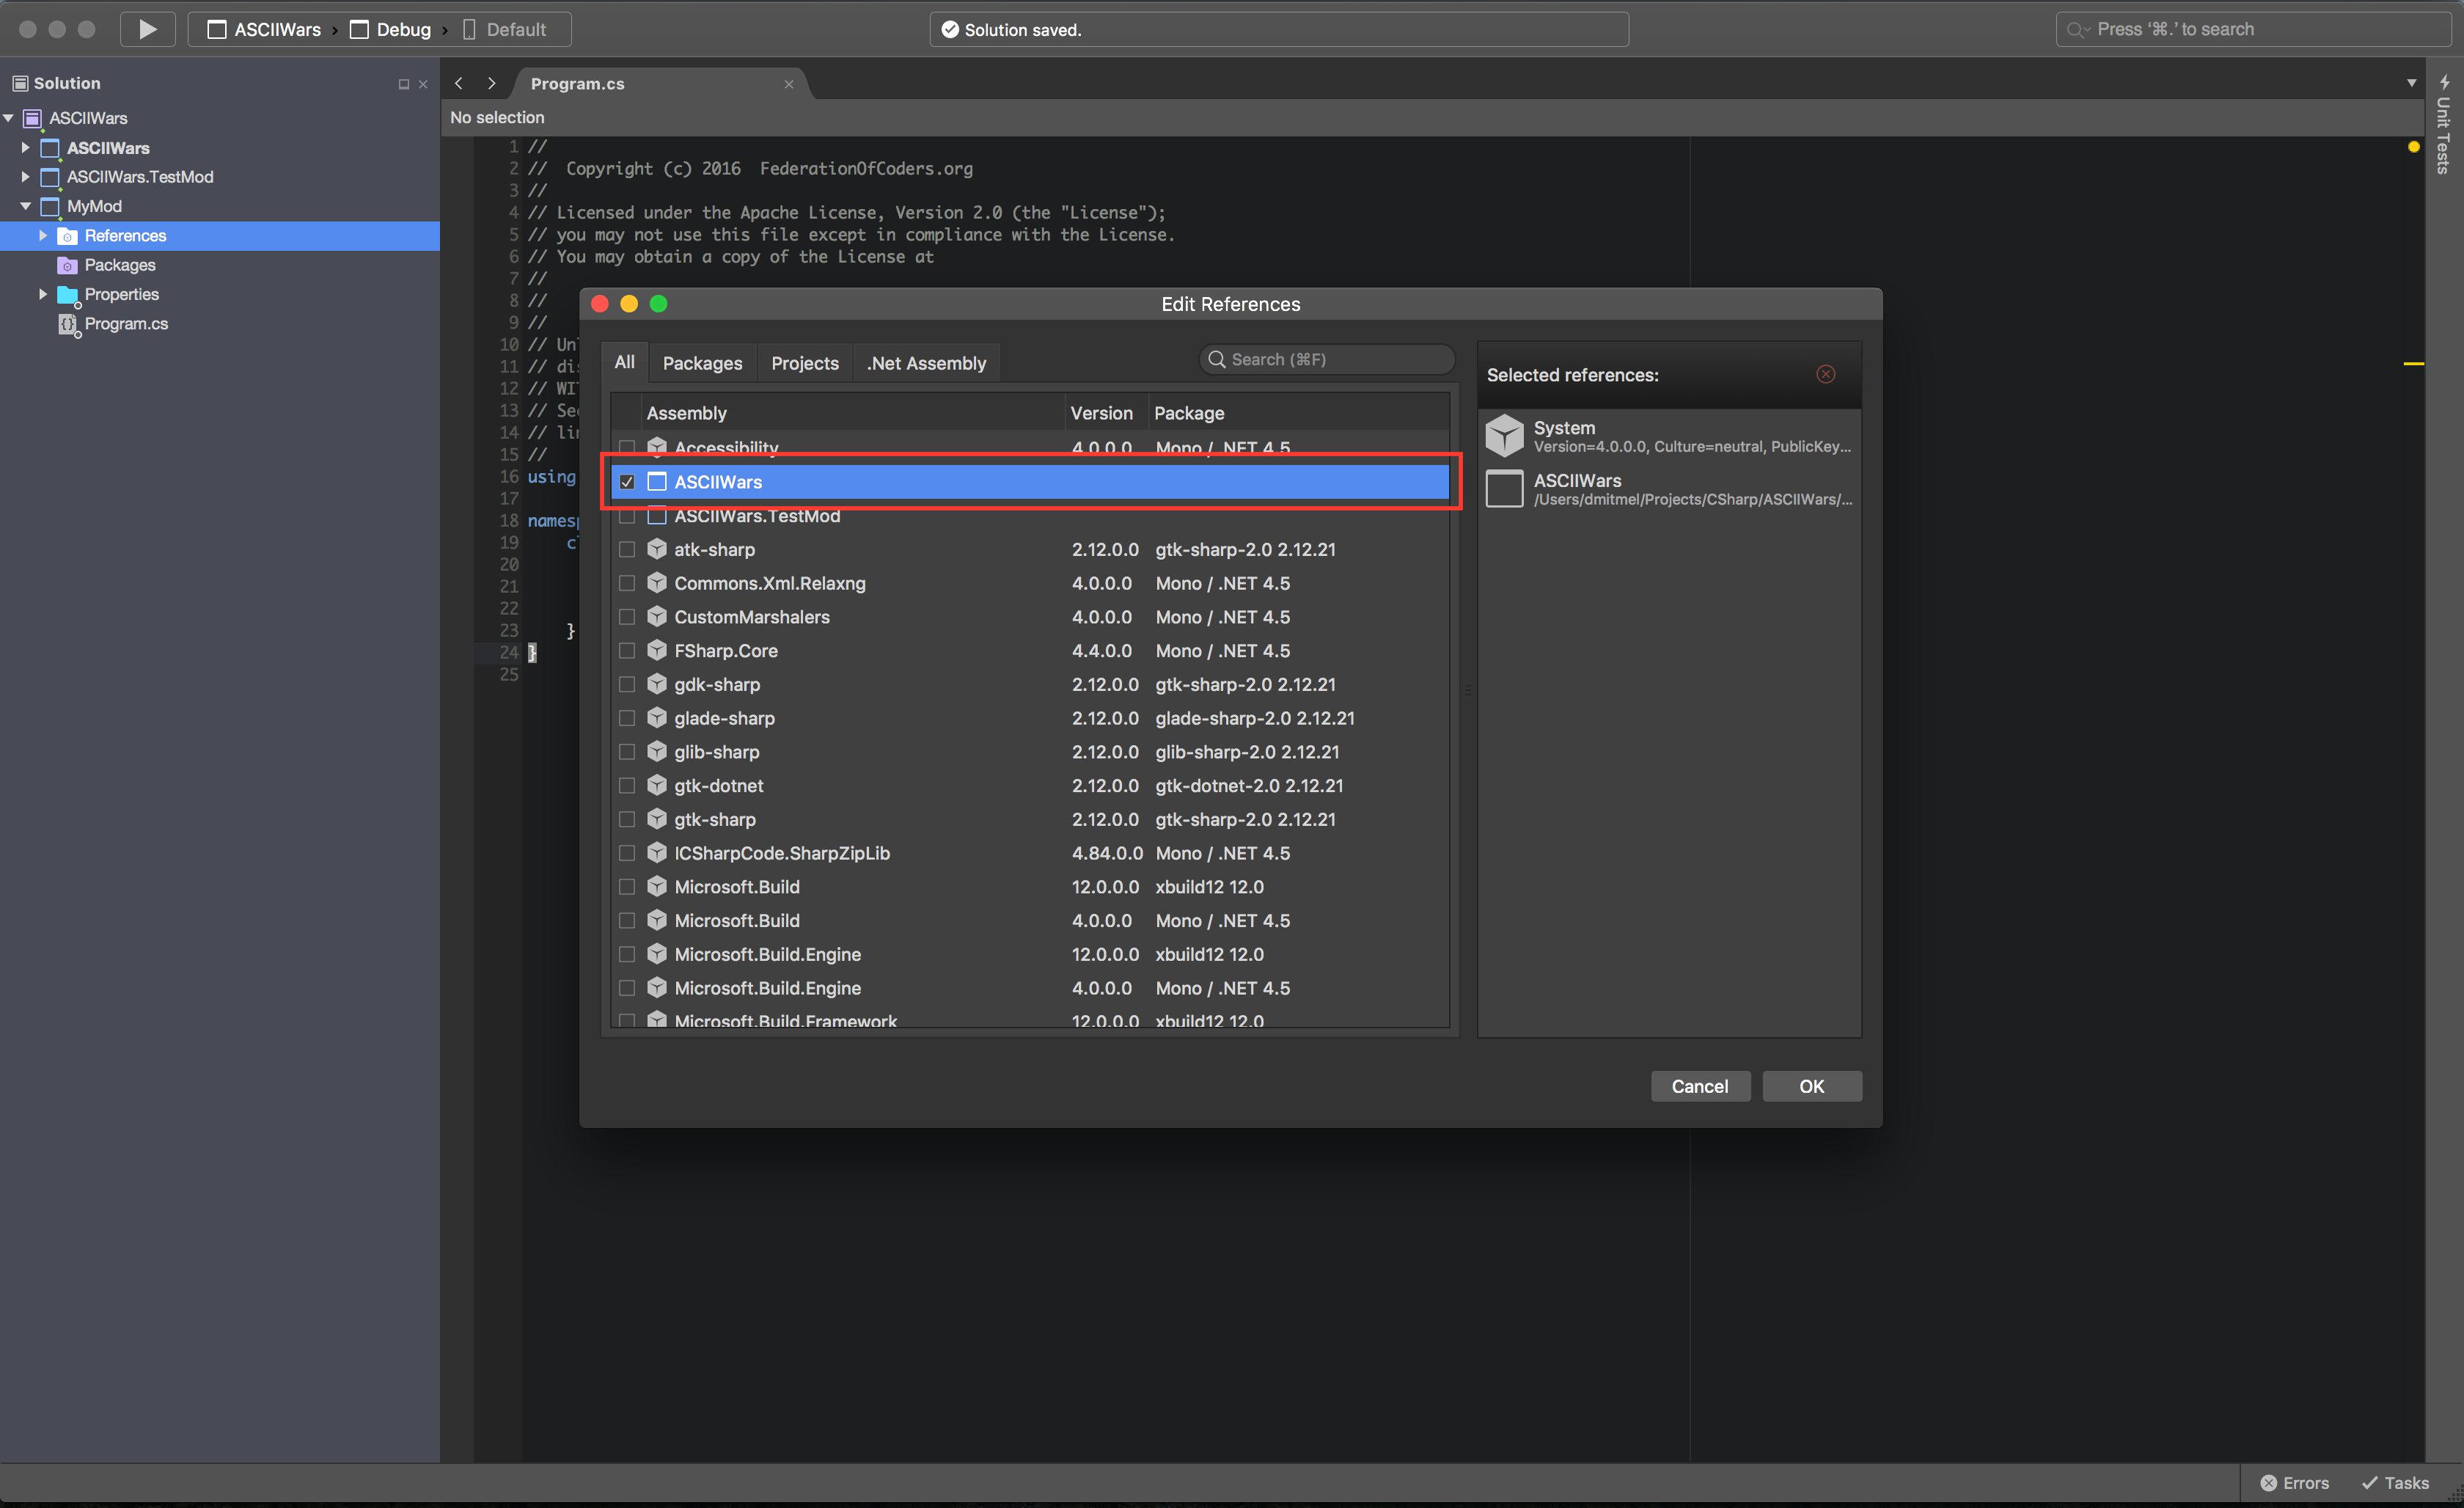 ASCIIWars › Debug › Default
Solution saved.
Press '⌘.' to search
Solution
ASCIIWars
ASCIIWars
ASCIIWars.TestMod
MyMod
References
Packages
Properties
Program.cs
Program.cs
No selection
1 //
2 //  Copyright (c) 2016  FederationOfCoders.org
3 //
4 // Licensed under the Apache License, Version 2.0 (the "License");
5 // you may not use this file except in compliance with the License.
6 // You may obtain a copy of the License at
7 //
8 //
9 //
10 // Un
11 // di
12 // WI
13 // Se
14 // li
15 //
16 using
17
18 names
19 c
20
21
22
23 }
24 }
25
Edit References
All
Packages
Projects
.Net Assembly
Search (⌘F)
Assembly Version Package
Accessibility 4.0.0.0 Mono / .NET 4.5
ASCIIWars
ASCIIWars.TestMod
atk-sharp 2.12.0.0 gtk-sharp-2.0 2.12.21
Commons.Xml.Relaxng 4.0.0.0 Mono / .NET 4.5
CustomMarshalers 4.0.0.0 Mono / .NET 4.5
FSharp.Core 4.4.0.0 Mono / .NET 4.5
gdk-sharp 2.12.0.0 gtk-sharp-2.0 2.12.21
glade-sharp 2.12.0.0 glade-sharp-2.0 2.12.21
glib-sharp 2.12.0.0 glib-sharp-2.0 2.12.21
gtk-dotnet 2.12.0.0 gtk-dotnet-2.0 2.12.21
gtk-sharp 2.12.0.0 gtk-sharp-2.0 2.12.21
ICSharpCode.SharpZipLib 4.84.0.0 Mono / .NET 4.5
Microsoft.Build 12.0.0.0 xbuild12 12.0
Microsoft.Build 4.0.0.0 Mono / .NET 4.5
Microsoft.Build.Engine 12.0.0.0 xbuild12 12.0
Microsoft.Build.Engine 4.0.0.0 Mono / .NET 4.5
Microsoft.Build.Framework 12.0.0.0 xbuild12 12.0
Selected references:
System
Version=4.0.0.0, Culture=neutral, PublicKey...
ASCIIWars
/Users/dmitmel/Projects/CSharp/ASCIIWars/...
Cancel
OK
Unit Tests
Errors
Tasks